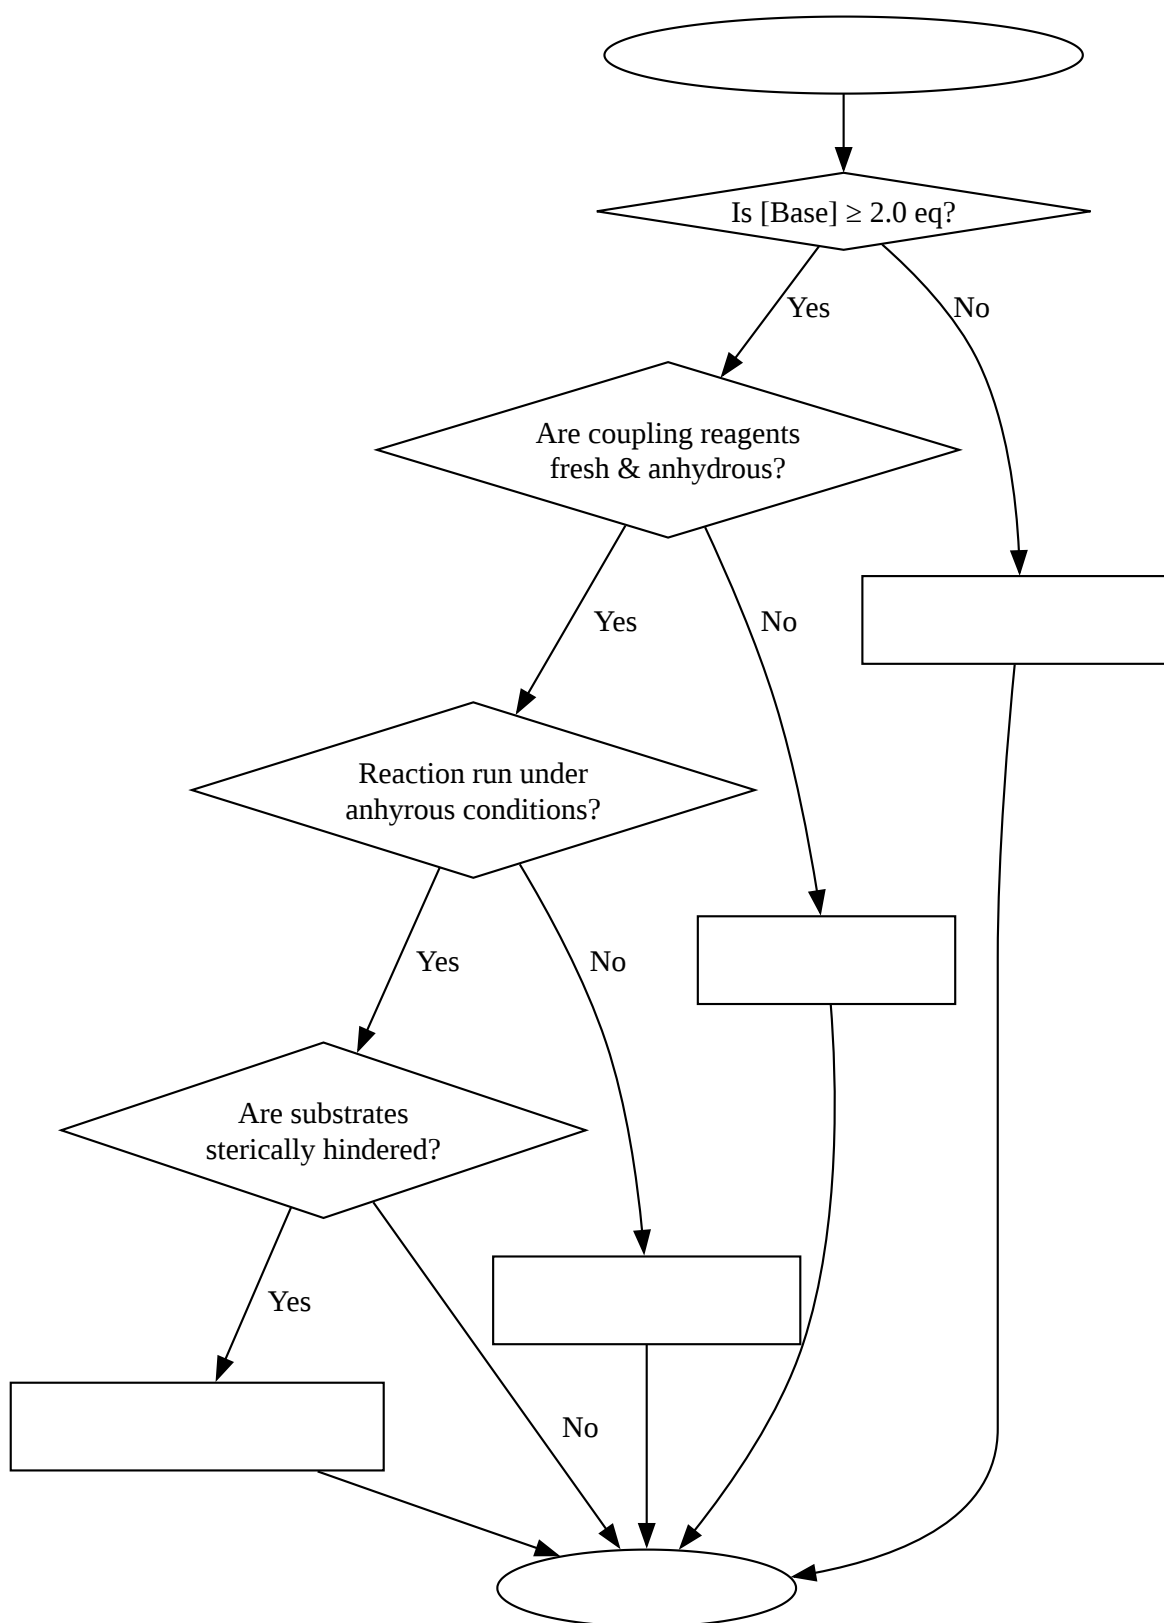 Is [Base] ≥ 2.0 eq?
Yes
No
Are coupling reagents
fresh & anhydrous?
Yes
No
Reaction run under
anhyrous conditions?
Yes
No
Are substrates
sterically hindered?
Yes
No